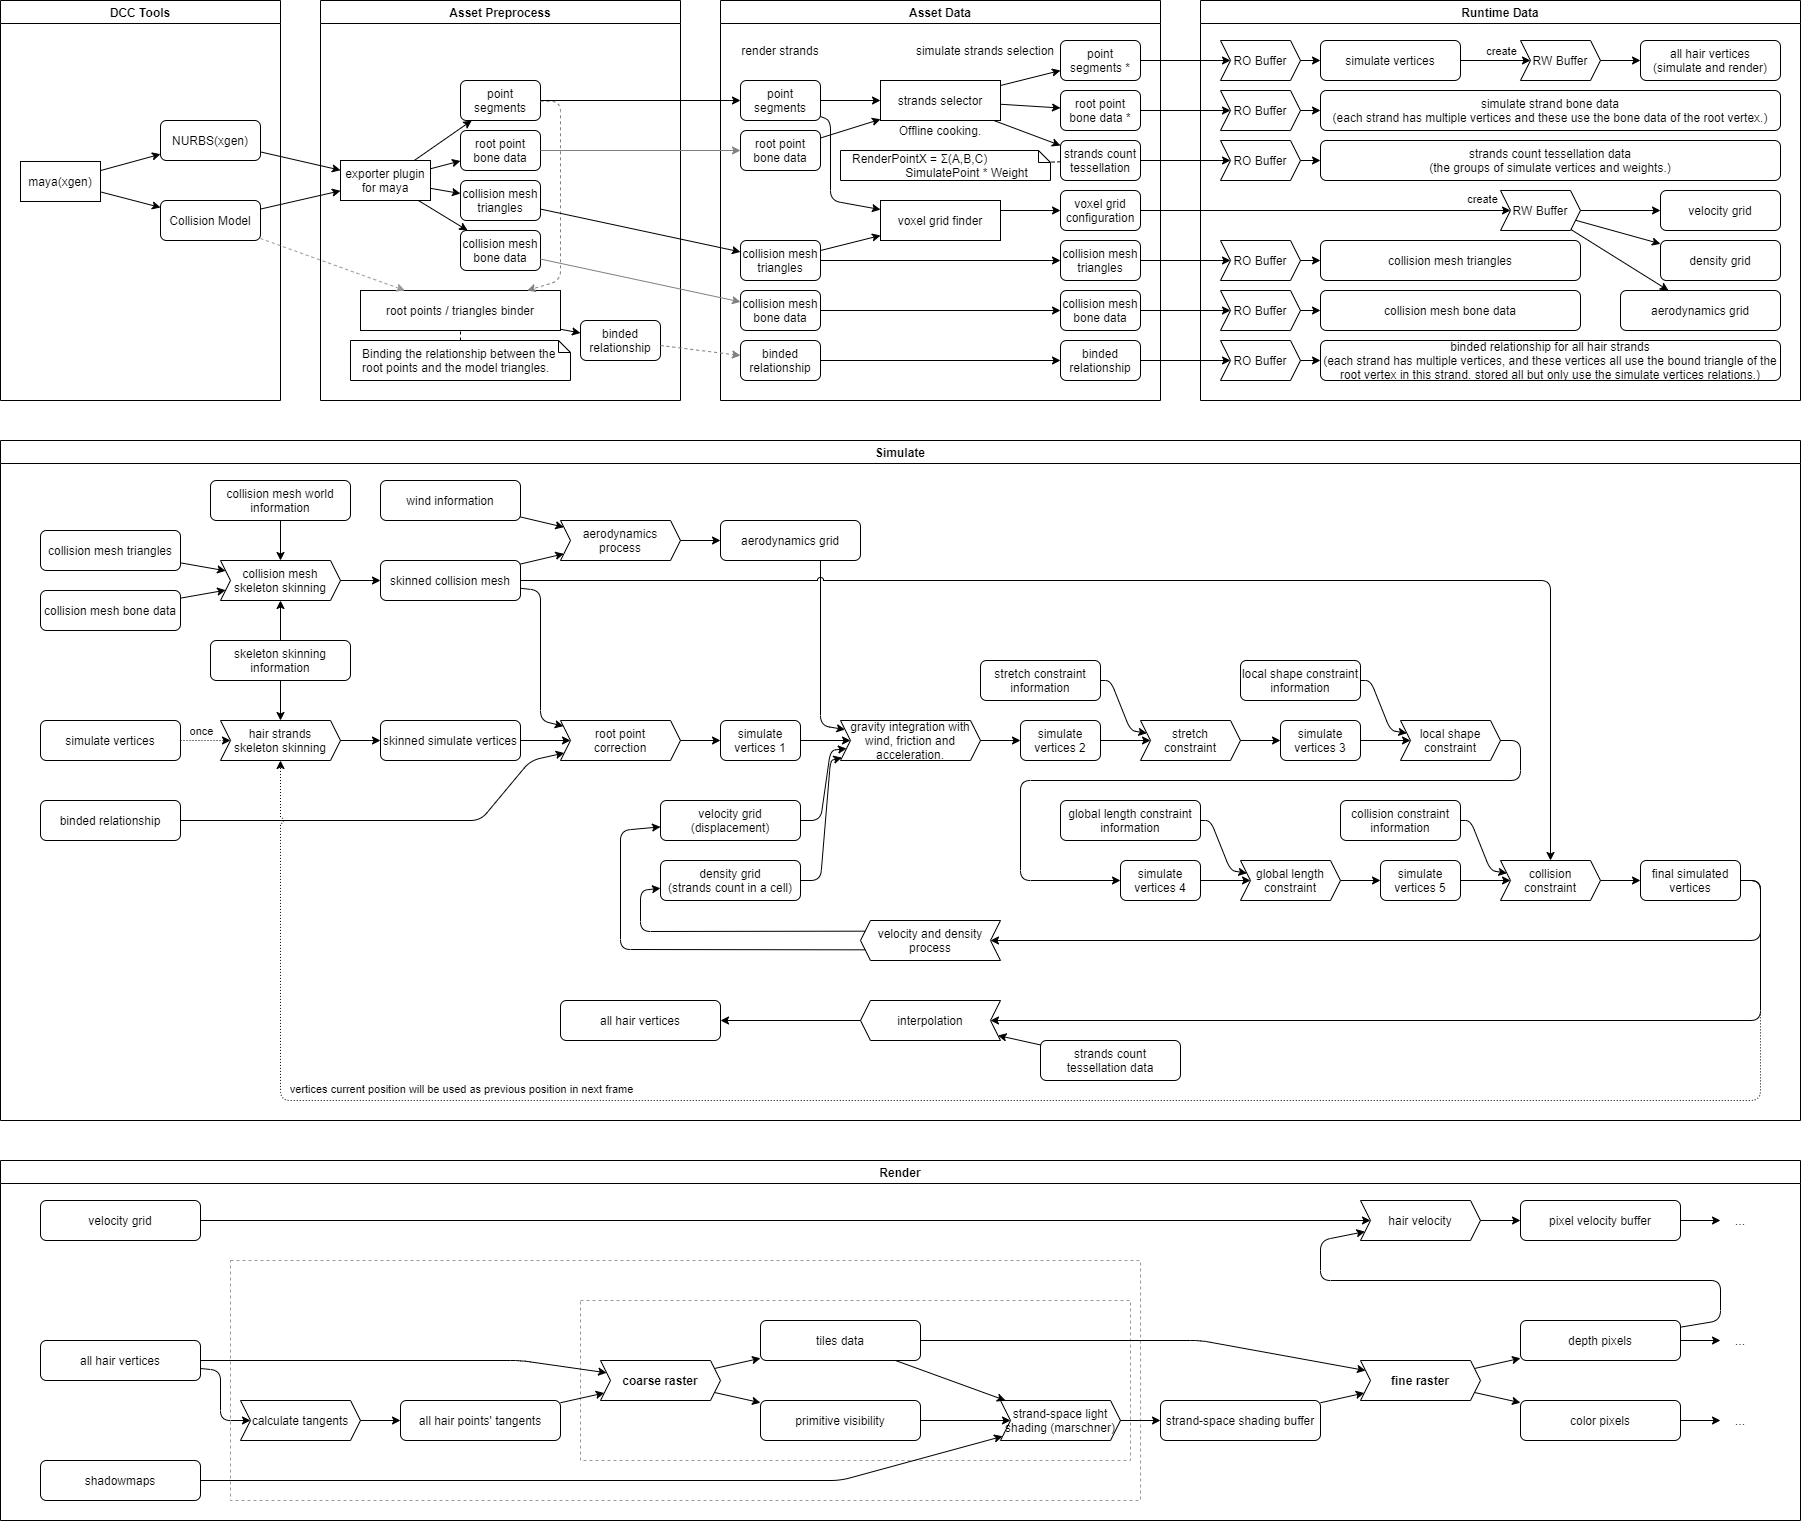 DCC Tools
maya(xgen)
NURBS(xgen)
Collision Model
Asset Preprocess
exporter plugin
for maya
point
segments
root point
bone data
collision mesh
triangles
collision mesh
bone data
root points / triangles binder
Binding the relationship between the
root points and the model triangles.
binded
relationship
Asset Data
render strands
simulate strands selection
point
segments
root point
bone data
strands selector
Offline cooking.
RenderPointX = Σ(A,B,C)
SimulatePoint * Weight
voxel grid finder
collision mesh
triangles
collision mesh
bone data
binded
relationship
point
segments *
root point
bone data *
strands count
tessellation
voxel grid
configuration
collision mesh
triangles
collision mesh
bone data
binded
relationship
Runtime Data
RO Buffer
simulate vertices
create
RW Buffer
all hair vertices
(simulate and render)
RO Buffer
simulate strand bone data
(each strand has multiple vertices and these use the bone data of the root vertex.)
RO Buffer
strands count tessellation data
(the groups of simulate vertices and weights.)
create
RW Buffer
velocity grid
density grid
aerodynamics grid
RO Buffer
collision mesh triangles
RO Buffer
collision mesh bone data
RO Buffer
binded relationship for all hair strands
(each strand has multiple vertices, and these vertices all use the bound triangle of the
root vertex in this strand. stored all but only use the simulate vertices relations.)
Simulate
collision mesh world
information
wind information
collision mesh triangles
aerodynamics
process
aerodynamics grid
collision mesh
skeleton skinning
skinned collision mesh
collision mesh bone data
skeleton skinning
information
stretch constraint
information
local shape constraint
information
simulate vertices
once
hair strands
skeleton skinning
skinned simulate vertices
root point
correction
simulate
vertices 1
gravity integration with
wind, friction and
acceleration.
simulate
vertices 2
stretch
constraint
simulate
vertices 3
local shape
constraint
binded relationship
velocity grid
(displacement)
global length constraint
information
collision constraint
information
density grid
(strands count in a cell)
simulate
vertices 4
global length
constraint
simulate
vertices 5
collision
constraint
final simulated
vertices
velocity and density
process
all hair vertices
interpolation
strands count
tessellation data
vertices current position will be used as previous position in next frame
Render
velocity grid
hair velocity
pixel velocity buffer
...
all hair vertices
tiles data
depth pixels
...
coarse raster
fine raster
calculate tangents
all hair points' tangents
primitive visibility
strand-space light
shading (marschner)
strand-space shading buffer
color pixels
...
shadowmaps